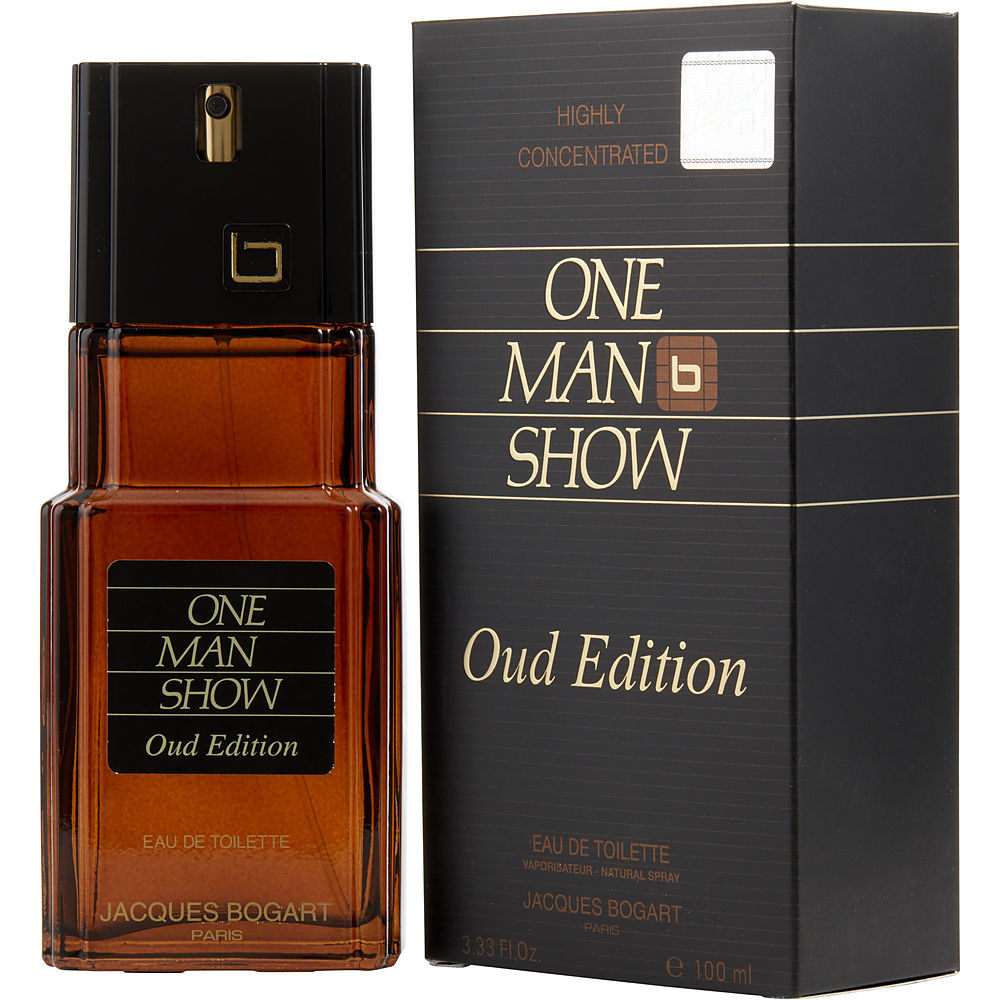 b
ONE
MAN
SHOW
Oud Edition
EAU DE TOILETTE
JACQUES BOGART
PARIS
HIGHLY
CONCENTRATED
ONE
MAN b
SHOW
Oud Edition
EAU DE TOILETTE
VAPORISATEUR - NATURAL SPRAY
JACQUES BOGART
3.33 Fl.Oz. e 100 ml